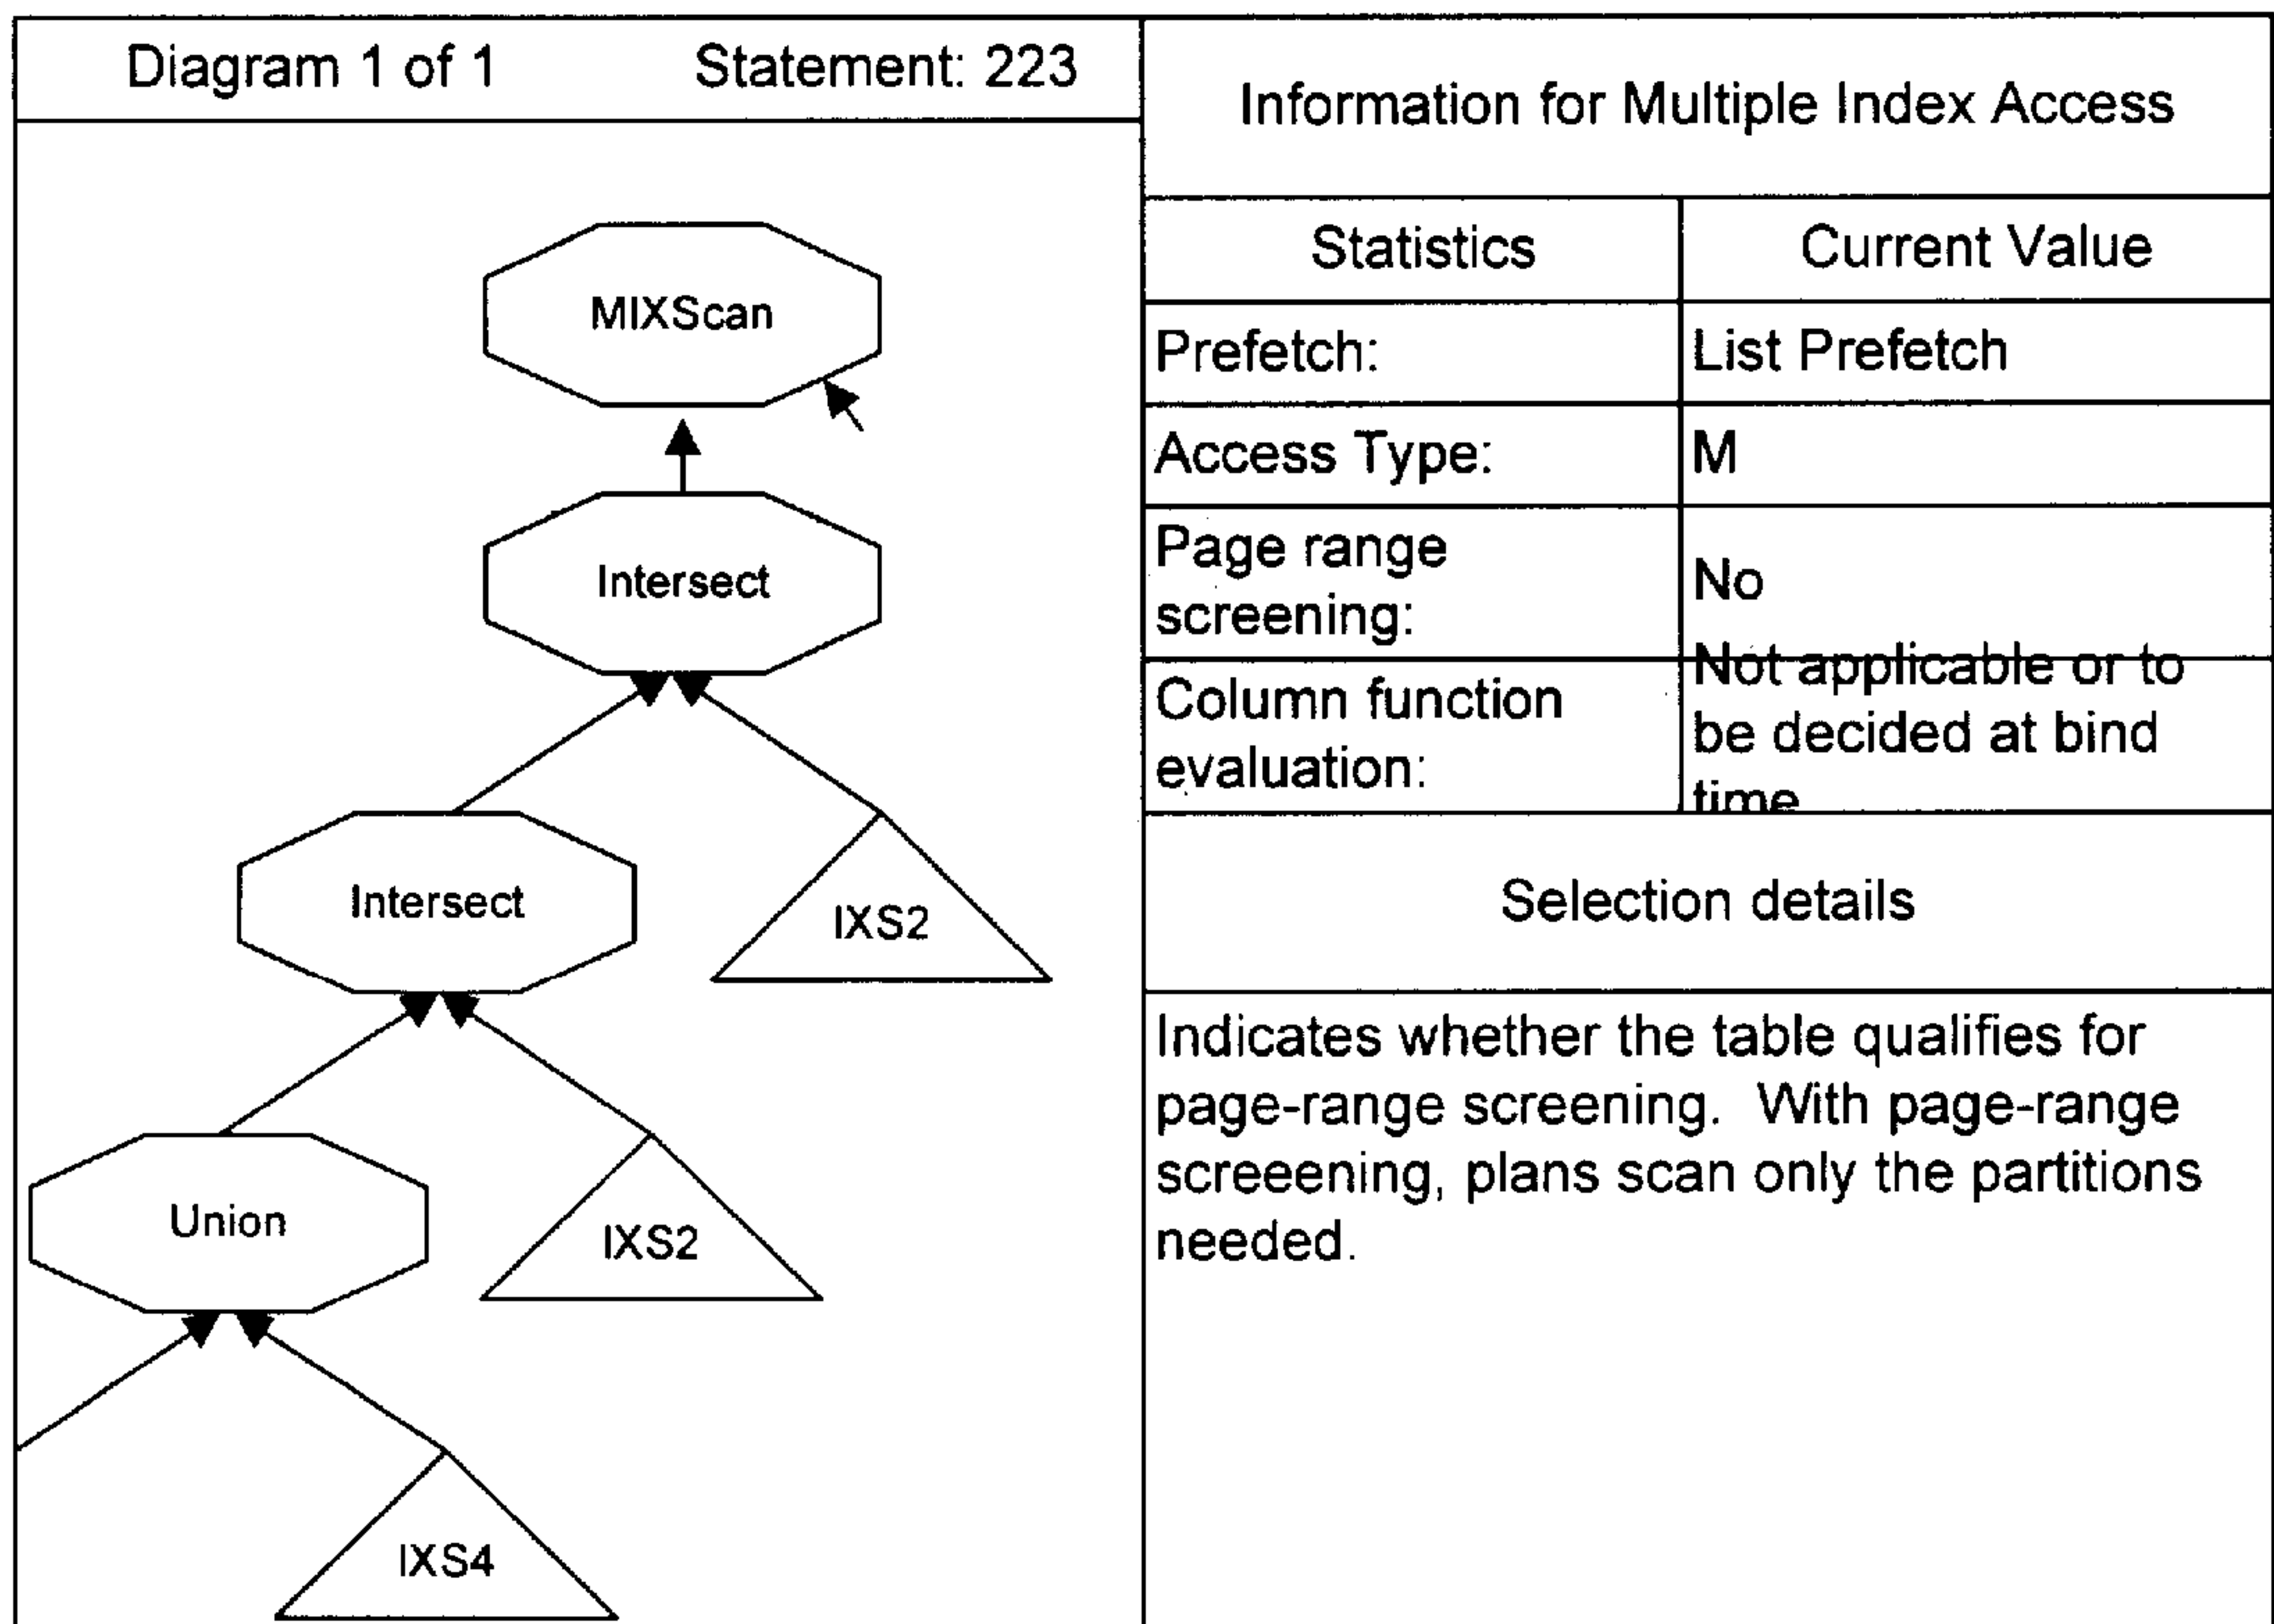 Diagram 1 of 1 Statement: 223
MIXScan
Intersect
Intersect
IXS2
Union
IXS2
IXS4
Information for Multiple Index Access
Statistics Current Value
Prefetch: List Prefetch
Access Type: M
Page range
screening:
No
Column function
evaluation:
Not applicable or to
be decided at bind
time
Selection details
Indicates whether the table qualifies for
page-range screening. With page-range
screeening, plans scan only the partitions
needed.